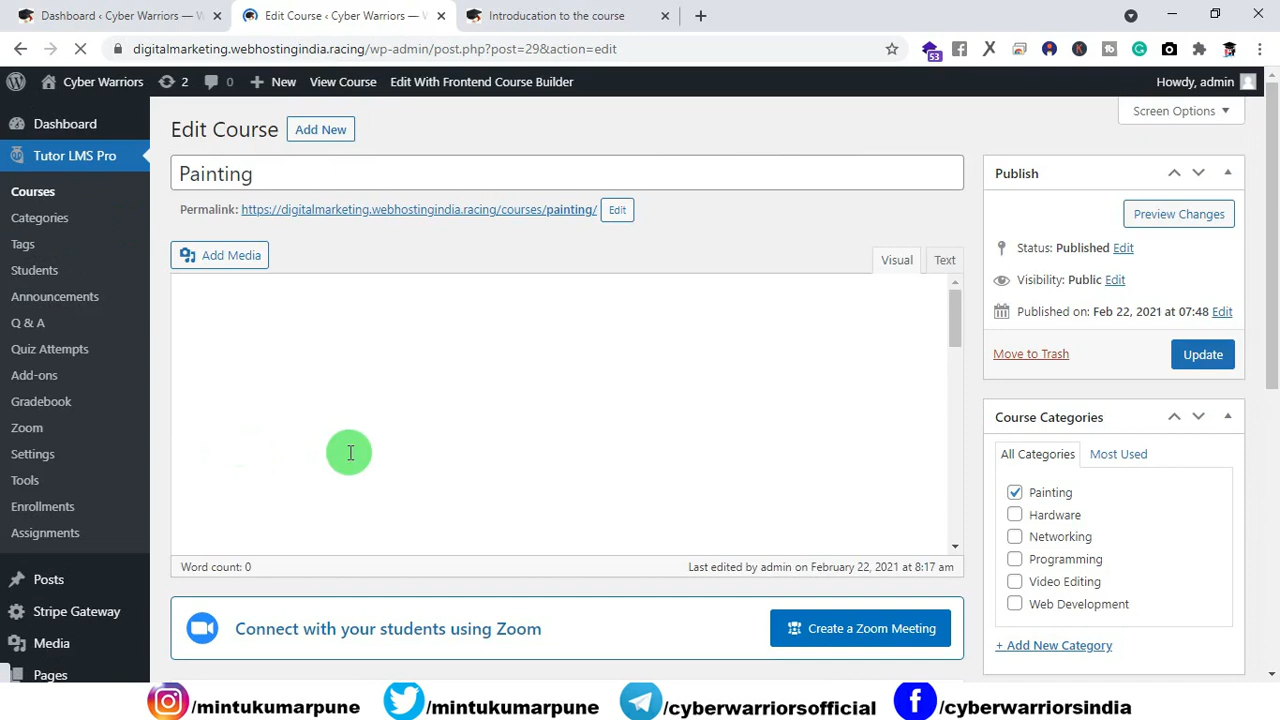 Dashboard ‹ Cyber Warriors — W
Edit Course ‹ Cyber Warriors — W
Introducation to the course
digitalmarketing.webhostingindia.racing/wp-admin/post.php?post=29&action=edit
53
Cyber Warriors
2
0
New
View Course
Edit With Frontend Course Builder
Howdy, admin
Dashboard
Tutor LMS Pro
Courses
Categories
Tags
Students
Announcements
Q & A
Quiz Attempts
Add-ons
Gradebook
Zoom
Settings
Tools
Enrollments
Assignments
Posts
Stripe Gateway
Media
Pages
Screen Options
Edit Course
Add New
Painting
Permalink: https://digitalmarketing.webhostingindia.racing/courses/painting/ Edit
Add Media
Visual
Text
Word count: 0
Last edited by admin on February 22, 2021 at 8:17 am
Connect with your students using Zoom
Create a Zoom Meeting
Publish
Preview Changes
Status: Published Edit
Visibility: Public Edit
Published on: Feb 22, 2021 at 07:48 Edit
Move to Trash
Update
Course Categories
All Categories
Most Used
Painting
Hardware
Networking
Programming
Video Editing
Web Development
+ Add New Category
/mintukumarpune
/mintukumarpune
/cyberwarriorsofficial
/cyberwarriorsindia